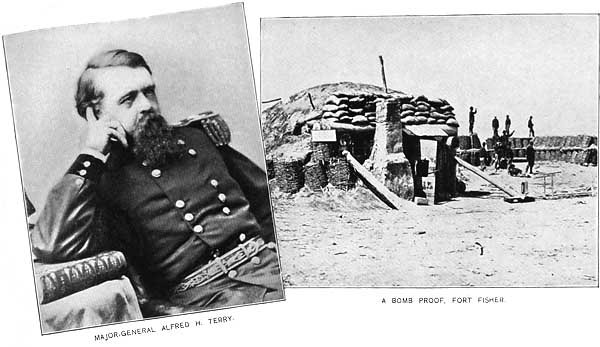 MAJOR-GENERAL ALFRED H. TERRY.
A BOMB PROOF, FORT FISHER.